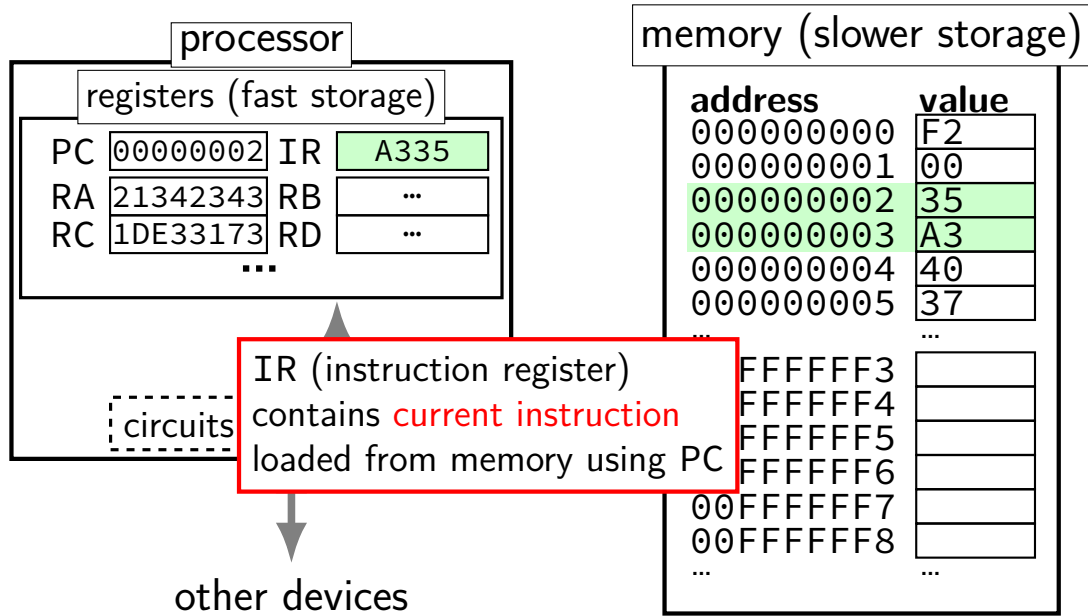 processor
registers (fast storage)
PC 00000002 IR A335
RA 21342343 RB …
RC 1DE33173 RD …
…
circuits
IR (instruction register)
contains current instruction
loaded from memory using PC
other devices
memory (slower storage)
address value
000000000 F2
000000001 00
000000002 35
000000003 A3
000000004 40
000000005 37
… …
FFFFFF3
FFFFFF4
FFFFFF5
FFFFFF6
00FFFFFF7
00FFFFFF8
… …